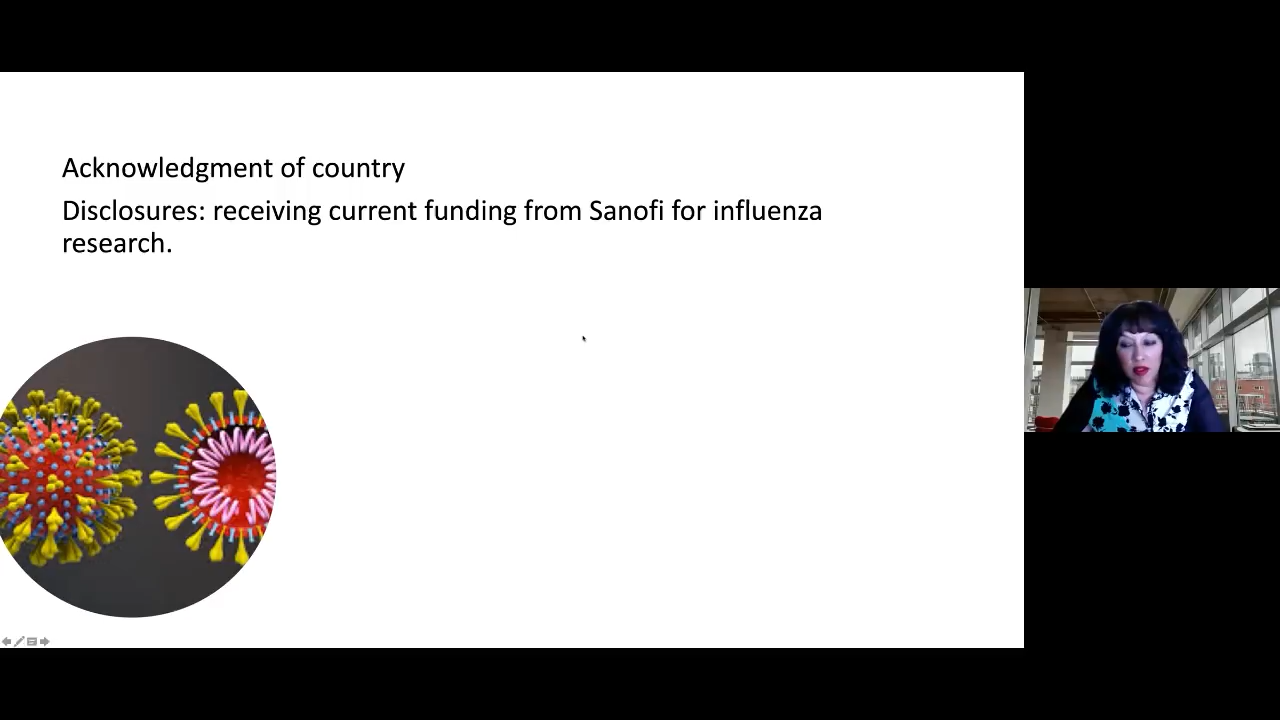 Acknowledgment of country
Disclosures: receiving current funding from Sanofi for influenza
research.